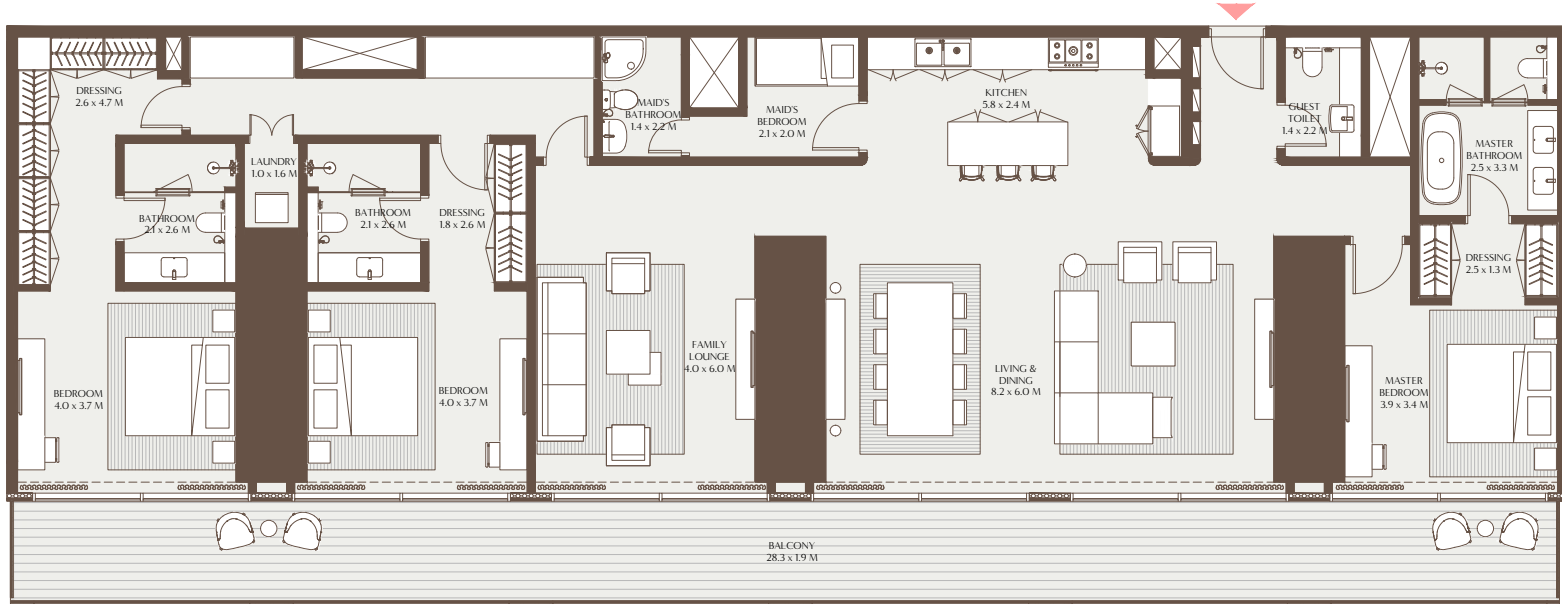 DRESSING
2.6 x 4.7 M
LAUNDRY
1.0 x 1.6 M
BATHROOM
2.1 x 2.6 M
BATHROOM
2.1 x 2.6 M
DRESSING
1.8 x 2.6 M
BEDROOM
4.0 x 3.7 M
BEDROOM
4.0 x 3.7 M
MAID'S
BATHROOM
1.4 x 2.2 M
MAID'S
BEDROOM
2.1 x 2.0 M
KITCHEN
5.8 x 2.4 M
GUEST
TOILET
1.4 x 2.2 M
MASTER
BATHROOM
2.5 x 3.3 M
DRESSING
2.5 x 1.3 M
FAMILY
LOUNGE
4.0 x 6.0 M
LIVING &
DINING
8.2 x 6.0 M
MASTER
BEDROOM
3.9 x 3.4 M
BALCONY
28.3 x 1.9 M